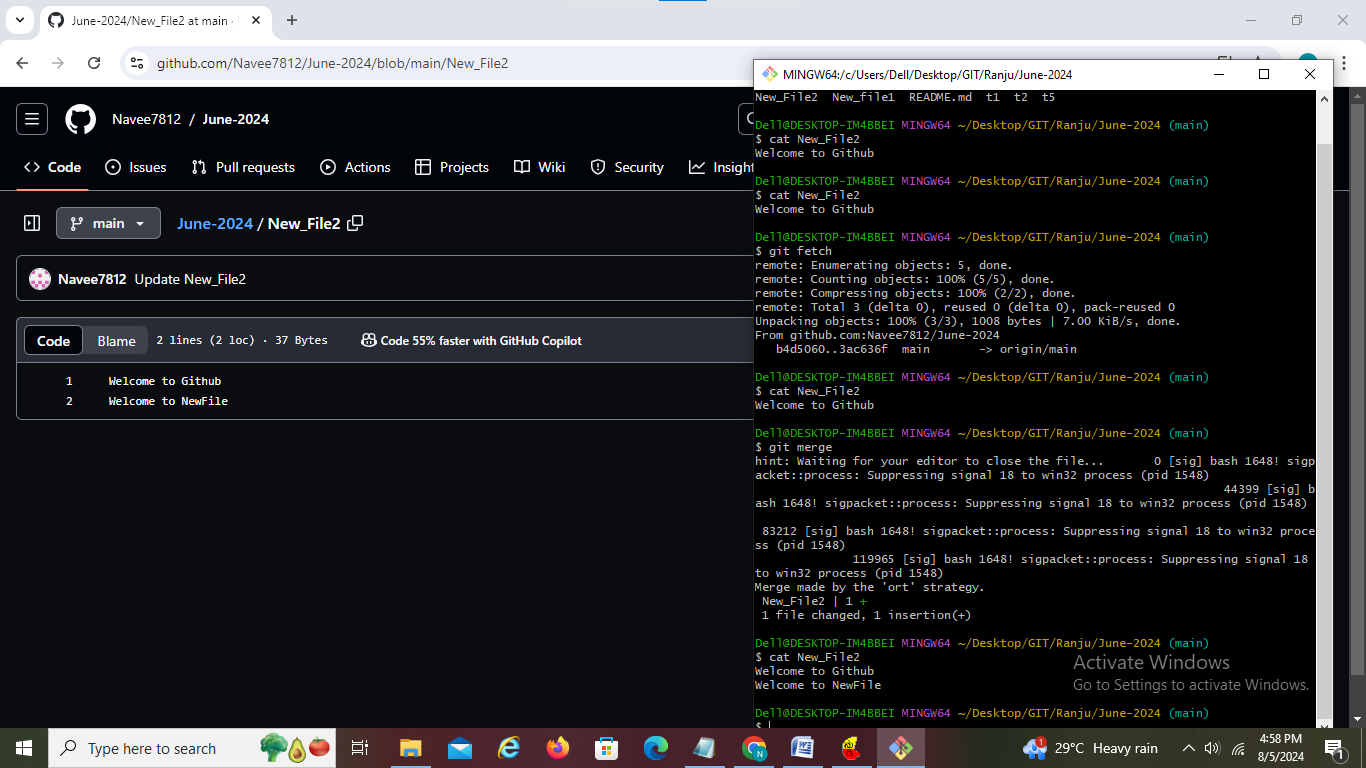 June-2024/New_File2 at main ·
github.com/Navee7812/June-2024/blob/main/New_File2
Navee7812 / June-2024
Code Issues Pull requests Actions Projects Wiki Security Insigh
main June-2024 / New_File2
Navee7812 Update New_File2
Code Blame 2 lines (2 loc) · 37 Bytes Code 55% faster with GitHub Copilot
1 Welcome to Github
2 Welcome to NewFile
MINGW64:/c/Users/Dell/Desktop/GIT/Ranju/June-2024
New_File2 New_file1 README.md t1 t2 t5
Dell@DESKTOP-IM4BBEI MINGW64 ~/Desktop/GIT/Ranju/June-2024 (main)
$ cat New_File2
Welcome to Github
Dell@DESKTOP-IM4BBEI MINGW64 ~/Desktop/GIT/Ranju/June-2024 (main)
$ cat New_File2
Welcome to Github
Dell@DESKTOP-IM4BBEI MINGW64 ~/Desktop/GIT/Ranju/June-2024 (main)
$ git fetch
remote: Enumerating objects: 5, done.
remote: Counting objects: 100% (5/5), done.
remote: Compressing objects: 100% (2/2), done.
remote: Total 3 (delta 0), reused 0 (delta 0), pack-reused 0
Unpacking objects: 100% (3/3), 1008 bytes | 7.00 KiB/s, done.
From github.com:Navee7812/June-2024
b4d5060..3ac636f main -> origin/main
Dell@DESKTOP-IM4BBEI MINGW64 ~/Desktop/GIT/Ranju/June-2024 (main)
$ cat New_File2
Welcome to Github
Dell@DESKTOP-IM4BBEI MINGW64 ~/Desktop/GIT/Ranju/June-2024 (main)
$ git merge
hint: Waiting for your editor to close the file... 0 [sig] bash 1648! sigp
acket::process: Suppressing signal 18 to win32 process (pid 1548)
44399 [sig] b
ash 1648! sigpacket::process: Suppressing signal 18 to win32 process (pid 1548)
83212 [sig] bash 1648! sigpacket::process: Suppressing signal 18 to win32 proce
ss (pid 1548)
119965 [sig] bash 1648! sigpacket::process: Suppressing signal 18
to win32 process (pid 1548)
Merge made by the 'ort' strategy.
New_File2 | 1 +
1 file changed, 1 insertion(+)
Dell@DESKTOP-IM4BBEI MINGW64 ~/Desktop/GIT/Ranju/June-2024 (main)
$ cat New_File2
Welcome to Github
Welcome to NewFile
Dell@DESKTOP-IM4BBEI MINGW64 ~/Desktop/GIT/Ranju/June-2024 (main)
$
Activate Windows
Go to Settings to activate Windows.
Type here to search
29°C Heavy rain
4:58 PM
8/5/2024